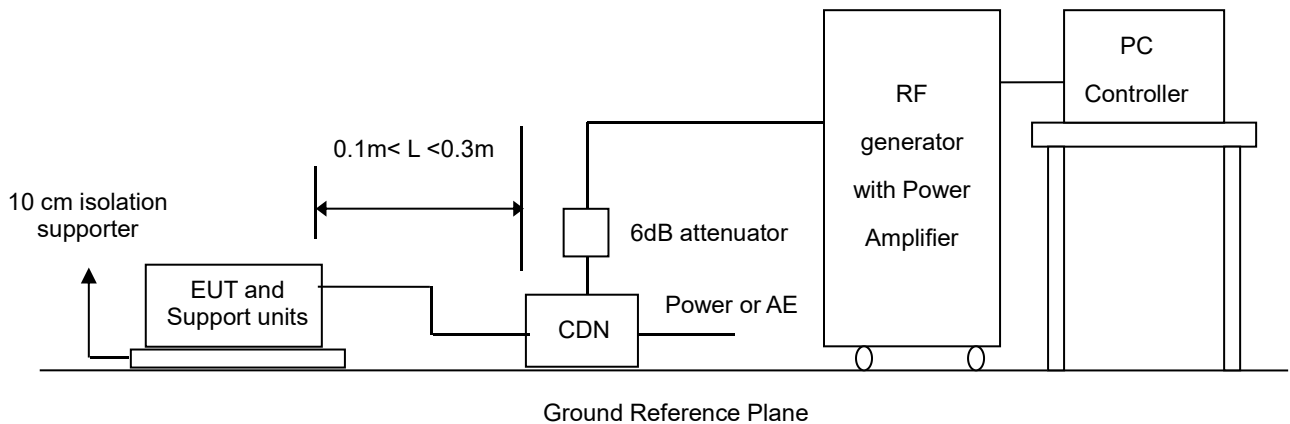 10 cm isolation
supporter
0.1m< L <0.3m
EUT and
Support units
6dB attenuator
CDN
Power or AE
RF
generator
with Power
Amplifier
PC
Controller
Ground Reference Plane